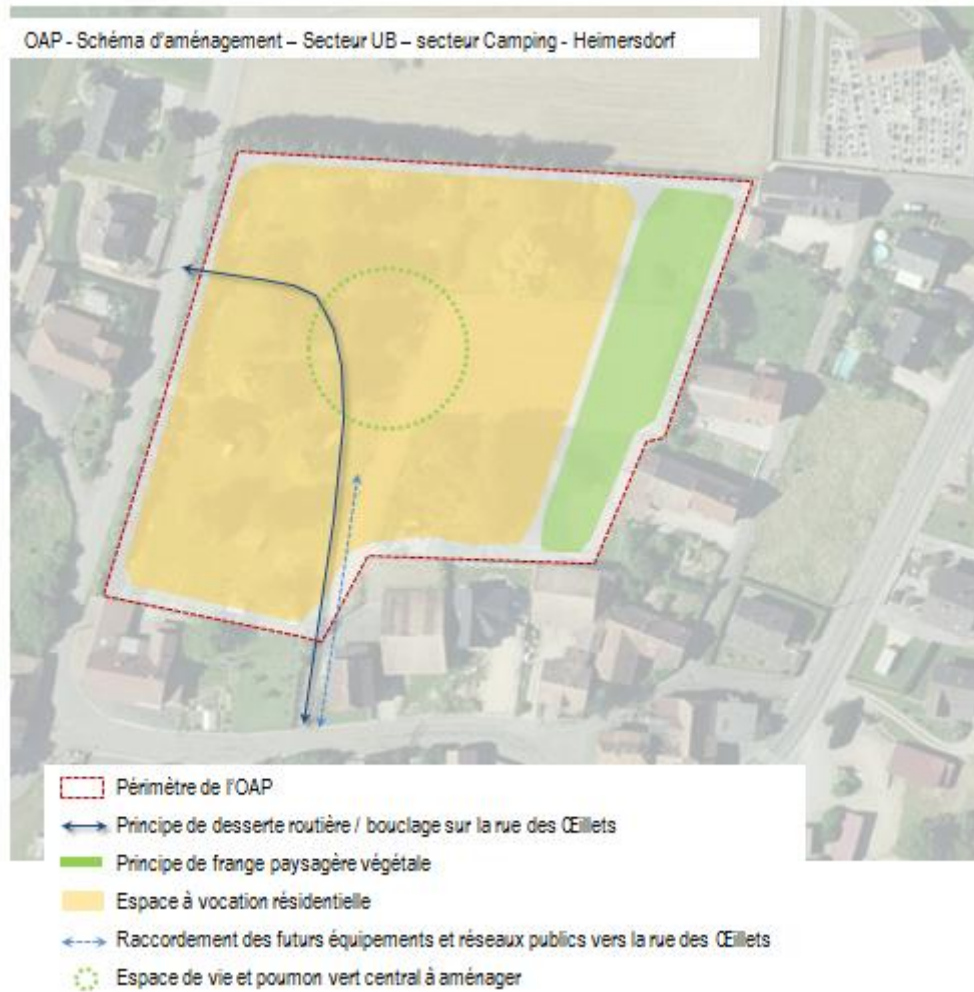 OAP - Schéma d'aménagement – Secteur UB – secteur Camping - Heimersdorf
Périmètre de l'OAP
Principe de desserte routière / bouclage sur la rue des Œillets
Principe de frange paysagère végétale
Espace à vocation résidentielle
Raccordement des futurs équipements et réseaux publics vers la rue des Œillets
Espace de vie et poumon vert central à aménager